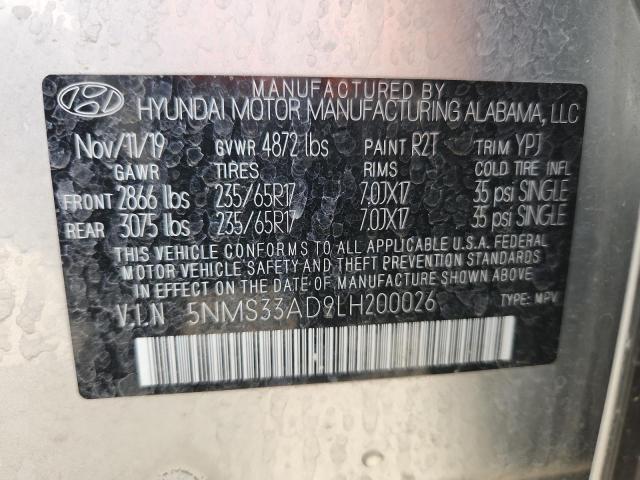 MANUFACTURED BY
HYUNDAI MOTOR MANUFACTURING ALABAMA, LLC
Nov/11/19 GVWR 4872 lbs PAINT R2T TRIM YPJ
GAWR TIRES RIMS COLD TIRE INFL
FRONT 2866 lbs 235/65R17 7.0JX17 35 psi SINGLE
REAR 3075 lbs 235/65R17 7.0JX17 35 psi SINGLE
THIS VEHICLE CONFORMS TO ALL APPLICABLE U.S.A. FEDERAL
MOTOR VEHICLE SAFETY AND THEFT PREVENTION STANDARDS
IN EFFECT ON THE DATE OF MANUFACTURE SHOWN ABOVE.
V.I.N 5NMS33AD9LH200026 TYPE: MPV